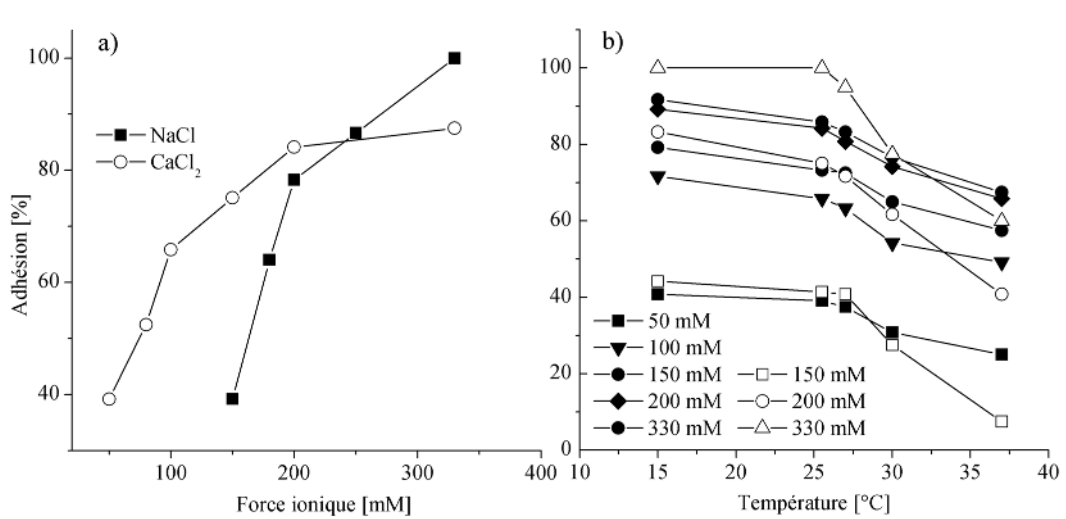 a)
100
80
60
40
Adhésion [%]
NaCl
CaCl₂
100 200 300 400
Force ionique [mM]
b)
100
80
60
40
20
0
50 mM
100 mM
150 mM 150 mM
200 mM 200 mM
330 mM 330 mM
10 15 20 25 30 35 40
Température [°C]